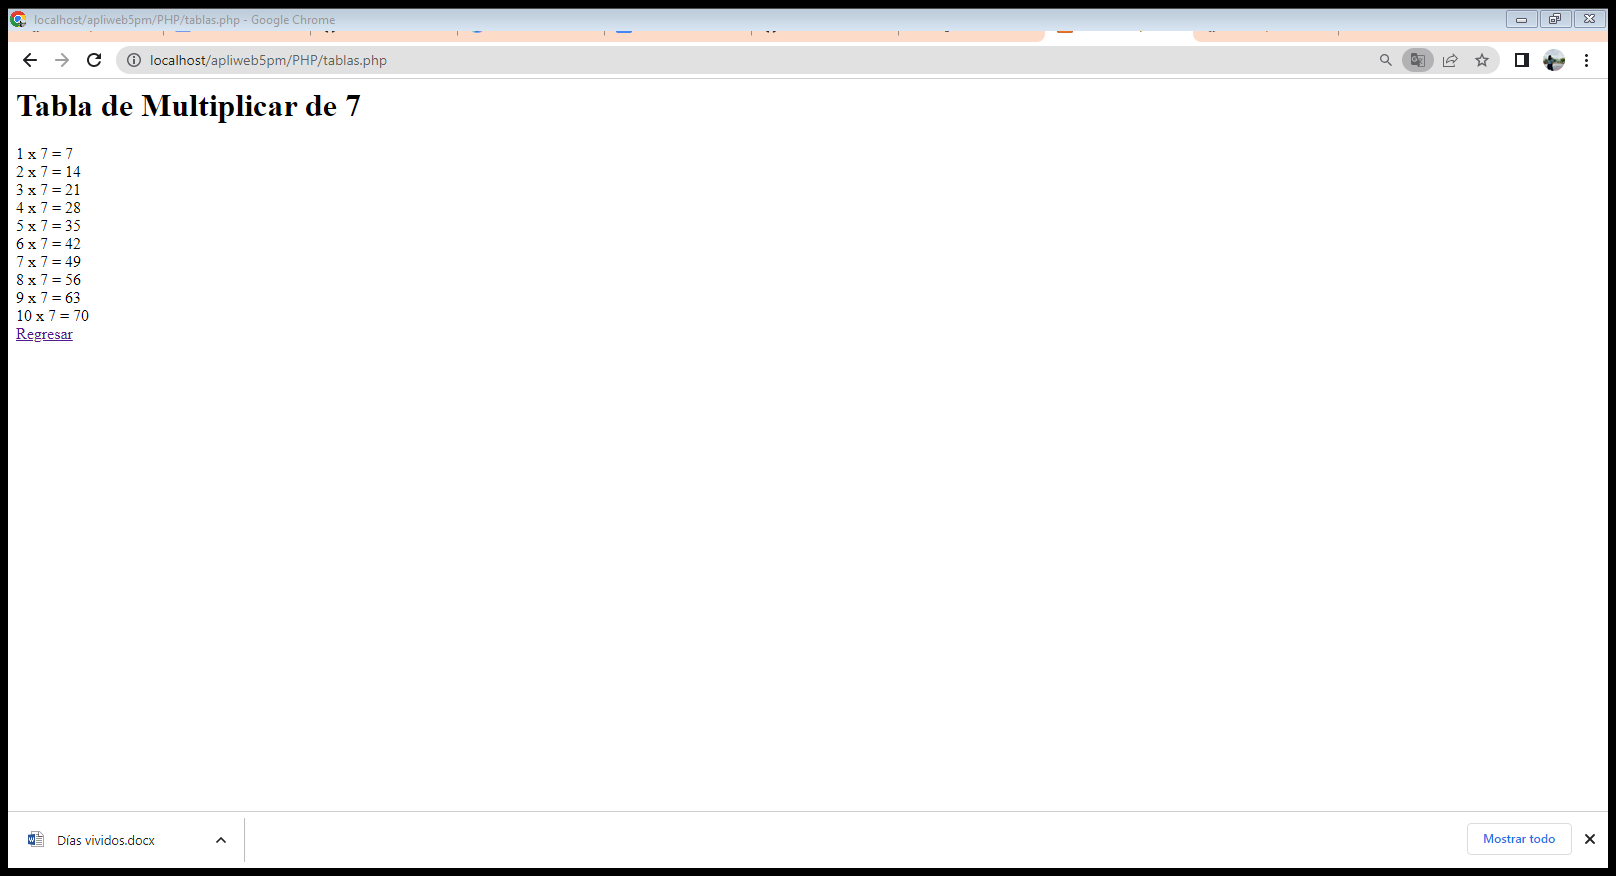 localhost/apliweb5pm/PHP/tablas.php - Google Chrome
localhost/apliweb5pm/PHP/tablas.php
Tabla de Multiplicar de 7
1 x 7 = 7
2 x 7 = 14
3 x 7 = 21
4 x 7 = 28
5 x 7 = 35
6 x 7 = 42
7 x 7 = 49
8 x 7 = 56
9 x 7 = 63
10 x 7 = 70
Regresar
Días vividos.docx
Mostrar todo